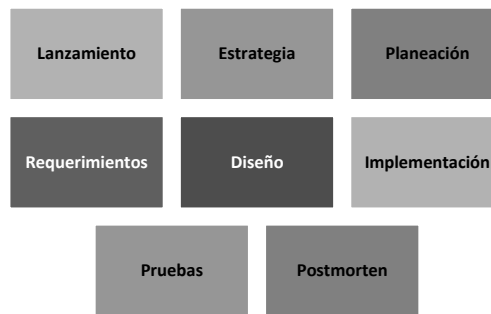 Lanzamiento
Estrategia
Planeación
Requerimientos
Diseño
Implementación
Pruebas
Postmorten